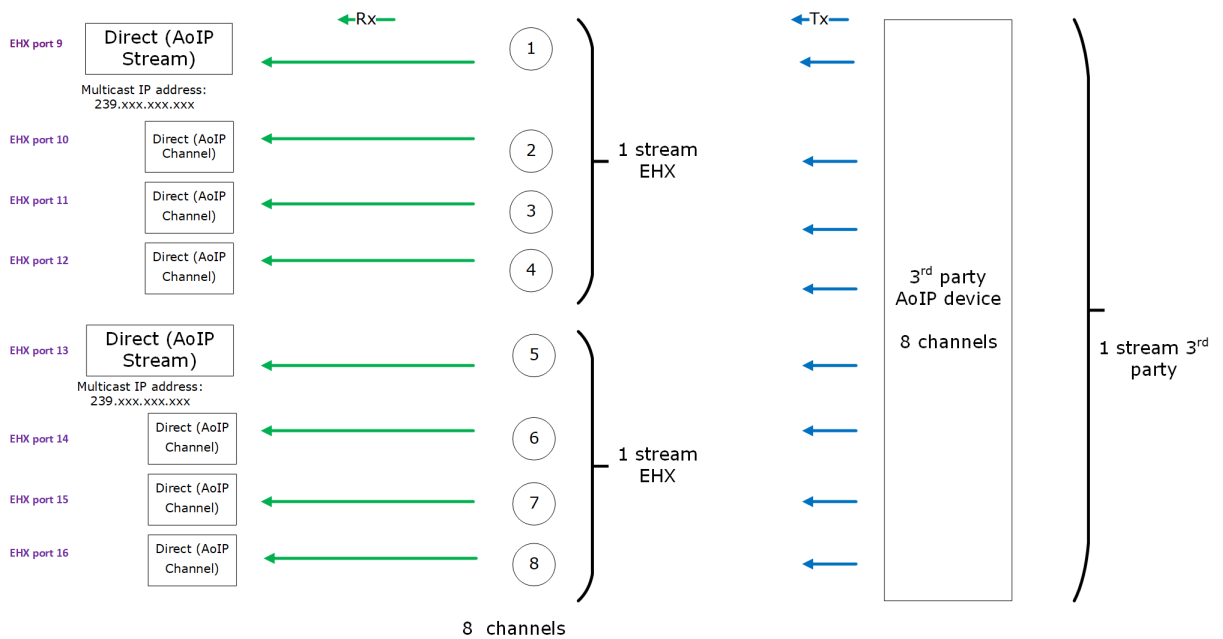 Rx
Tx
EHX port 9
Direct (AoIP
Stream)
1
Multicast IP address:
239.xxx.xxx.xxx
EHX port 10
Direct (AoIP
Channel)
2
1 stream
EHX
EHX port 11
Direct (AoIP
Channel)
3
EHX port 12
Direct (AoIP
Channel)
4
3rd party
AoIP device
8 channels
1 stream 3rd
party
EHX port 13
Direct (AoIP
Stream)
5
Multicast IP address:
239.xxx.xxx.xxx
EHX port 14
Direct (AoIP
Channel)
6
1 stream
EHX
EHX port 15
Direct (AoIP
Channel)
7
EHX port 16
Direct (AoIP
Channel)
8
8 channels